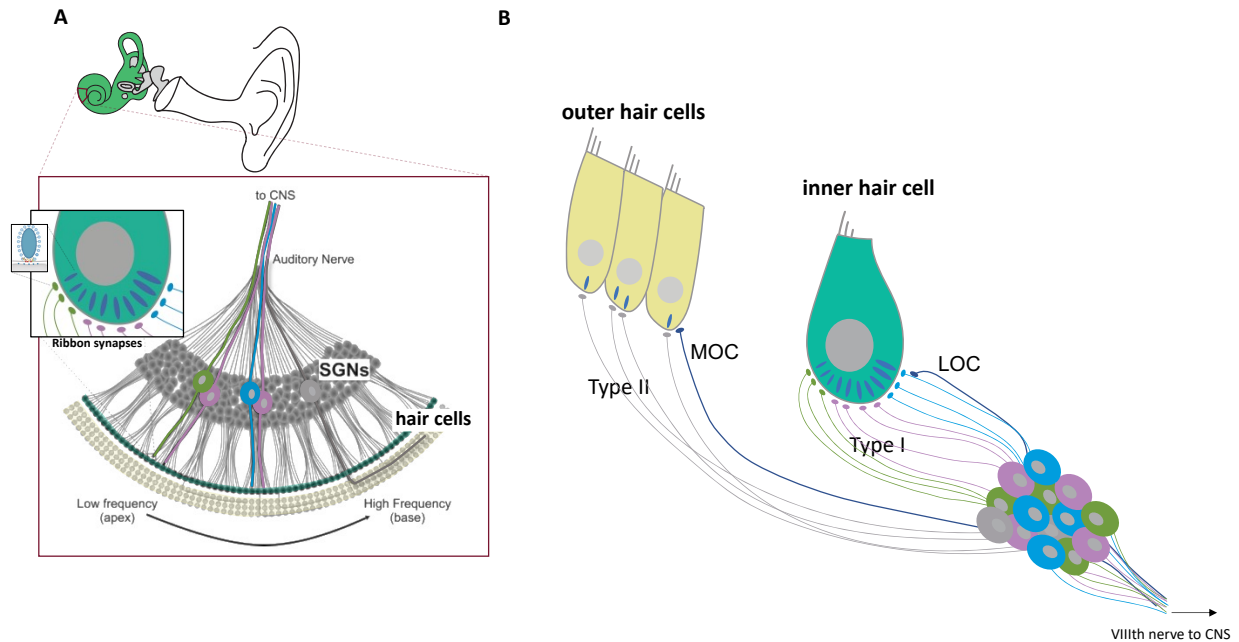 A
to CNS
Auditory Nerve
Ribbon synapses
SGNs
hair cells
Low frequency
(apex)
High Frequency
(base)
B
outer hair cells
inner hair cell
MOC
LOC
Type II
Type I
VIIIth nerve to CNS